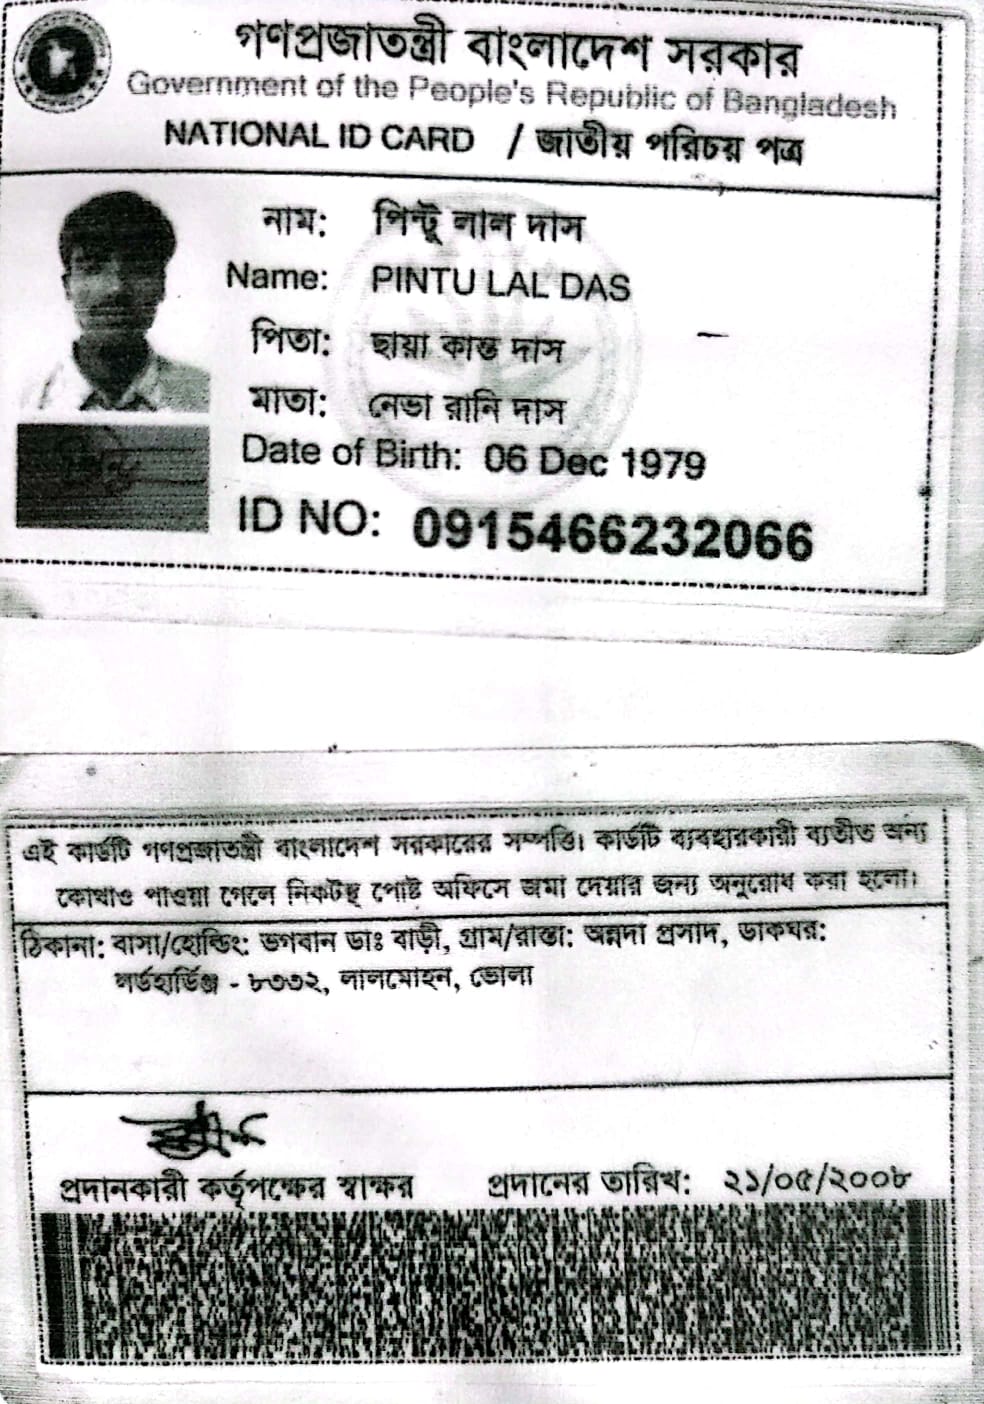 গণপ্রজাতন্ত্রী বাংলাদেশ সরকার
Government of the People's Republic of Bangladesh
NATIONAL ID CARD / জাতীয় পরিচয় পত্র
নাম: পিন্টু লাল দাস
Name: PINTU LAL DAS
পিতা: ছায়া কান্ত দাস
মাতা: নেভা রানি দাস
Date of Birth: 06 Dec 1979
ID NO: 0915466232066
এই কার্ডটি গণপ্রজাতন্ত্রী বাংলাদেশ সরকারের সম্পত্তি। কার্ডটি ব্যবহারকারী ব্যতীত অন্য
কোথাও পাওয়া গেলে নিকটস্থ পোষ্ট অফিসে জমা দেয়ার জন্য অনুরোধ করা হলো।
ঠিকানা: বাসা/হোল্ডিং: ভগবান ডাঃ বাড়ী, গ্রাম/রাস্তা: অন্নদা প্রসাদ, ডাকঘর:
লর্ডহার্ডিঞ্জ - ৮৩৩২, লালমোহন, ভোলা
প্রদানকারী কর্তৃপক্ষের স্বাক্ষর প্রদানের তারিখ: ২১/০৫/২০০৮